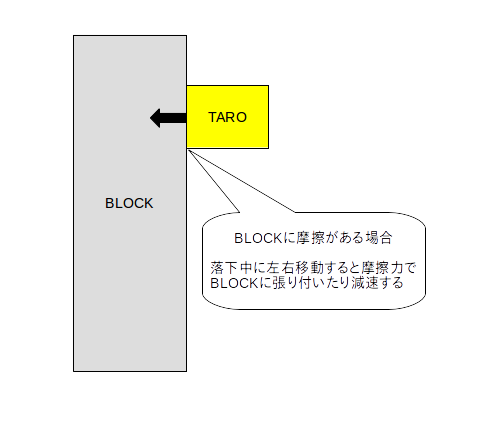 TARO
BLOCK
BLOCKに摩擦がある場合
落下中に左右移動すると摩擦力で
BLOCKに張り付いたり減速する